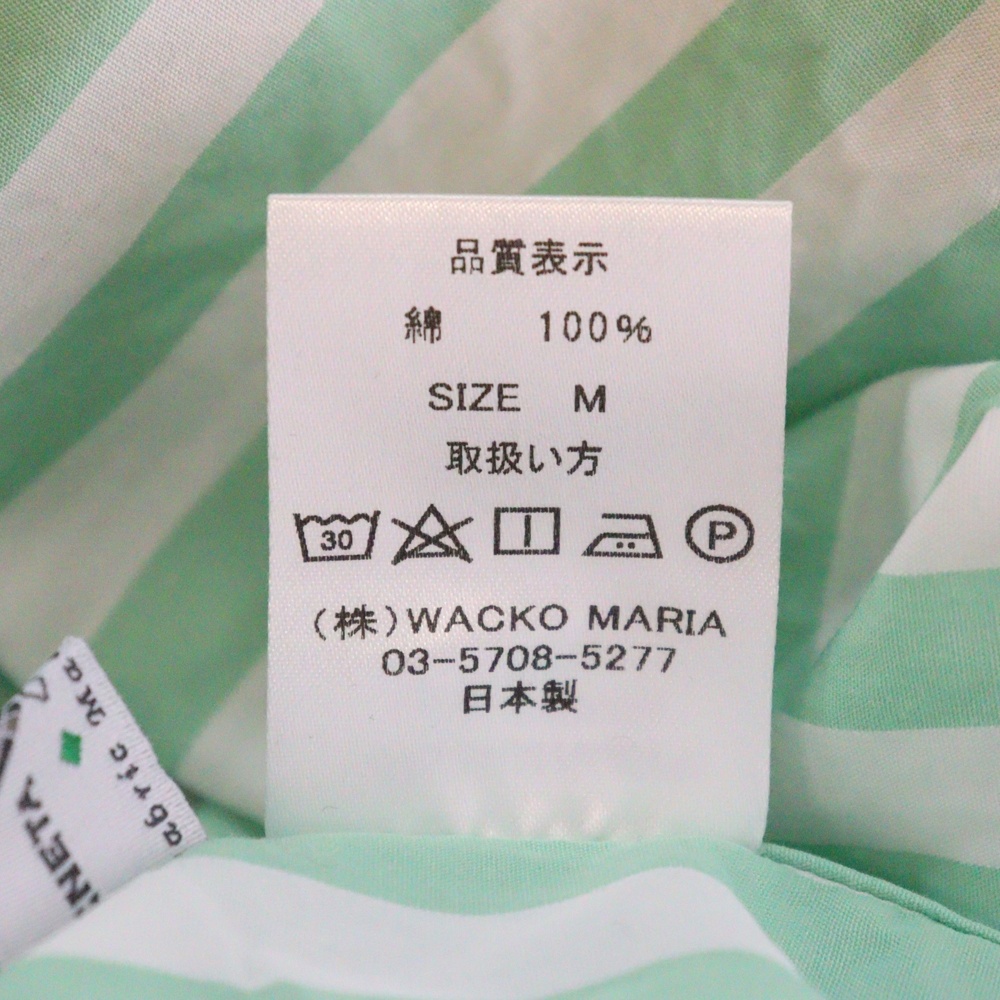 品質表示
綿 100%
SIZE M
取扱い方
30 P
(株)WACKO MARIA
03-5708-5277
日本製